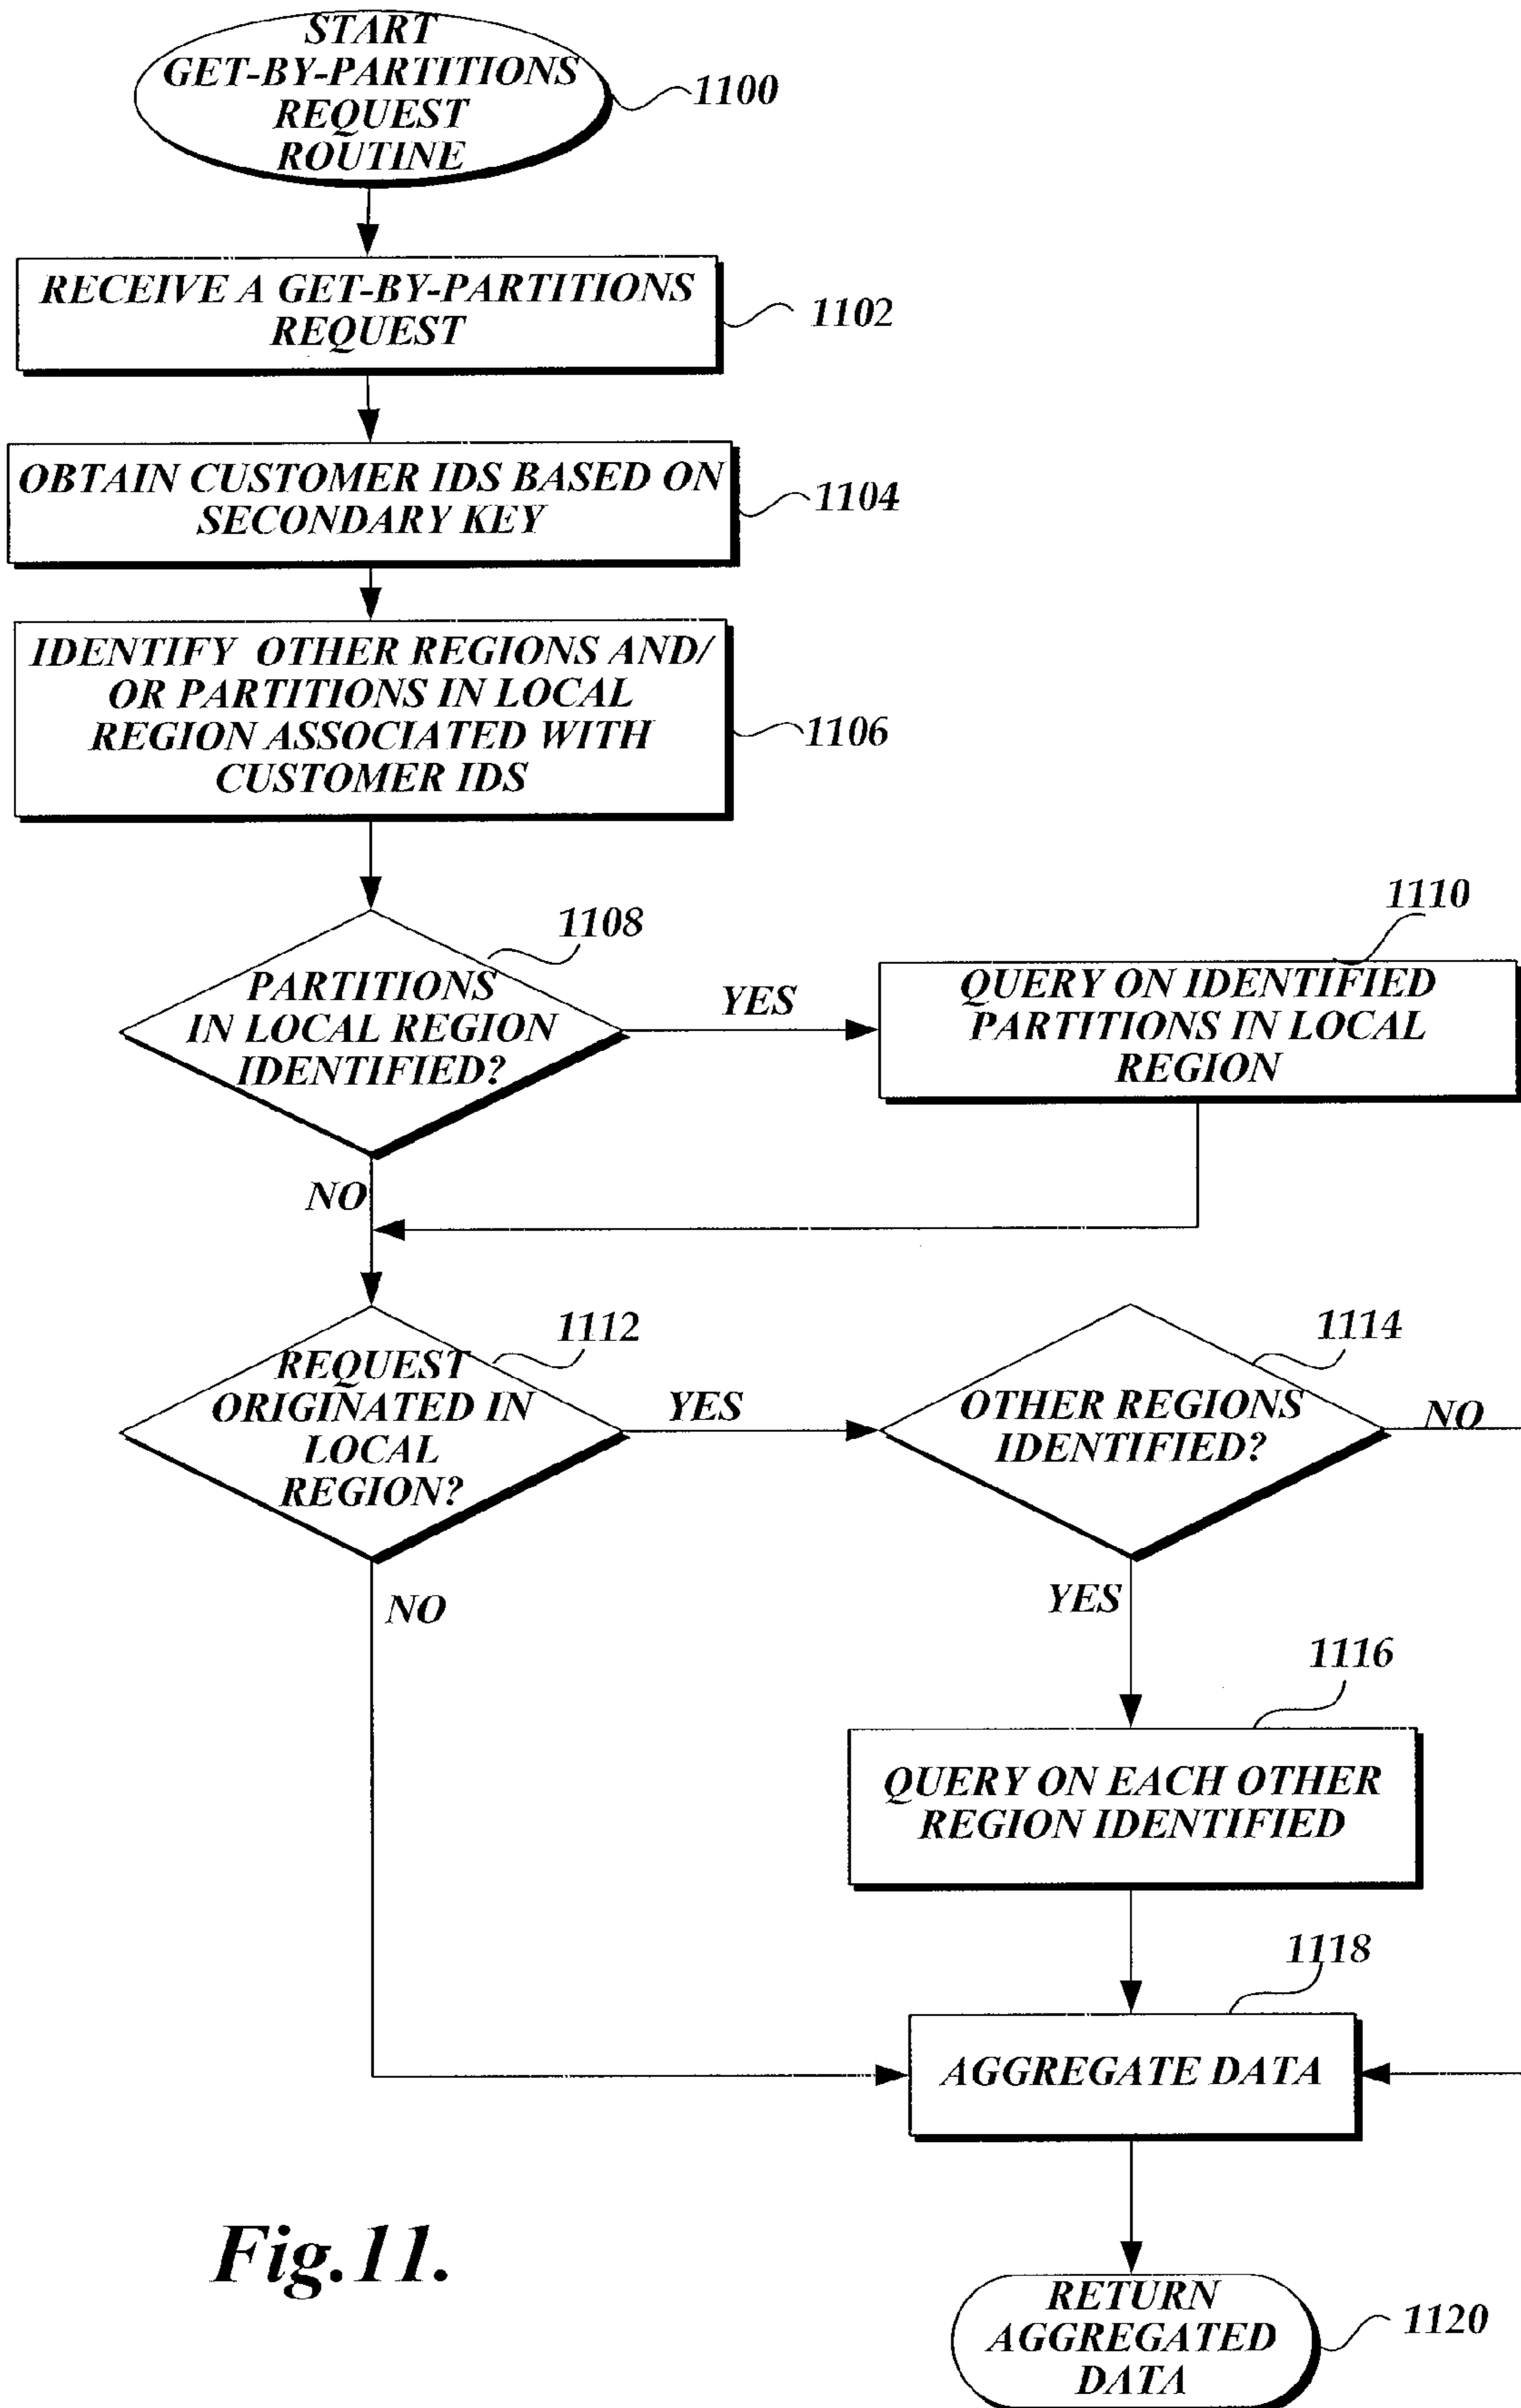 START
GET-BY-PARTITIONS
REQUEST
ROUTINE
1100
RECEIVE A GET-BY-PARTITIONS
REQUEST
1102
OBTAIN CUSTOMER IDS BASED ON
SECONDARY KEY
1104
IDENTIFY OTHER REGIONS AND/
OR PARTITIONS IN LOCAL
REGION ASSOCIATED WITH
CUSTOMER IDS
1106
1108
PARTITIONS
IN LOCAL REGION
IDENTIFIED?
YES
1110
QUERY ON IDENTIFIED
PARTITIONS IN LOCAL
REGION
NO
1112
REQUEST
ORIGINATED IN
LOCAL
REGION?
YES
1114
OTHER REGIONS
IDENTIFIED?
NO
NO
YES
1116
QUERY ON EACH OTHER
REGION IDENTIFIED
1118
AGGREGATE DATA
Fig.11.
RETURN
AGGREGATED
DATA
1120